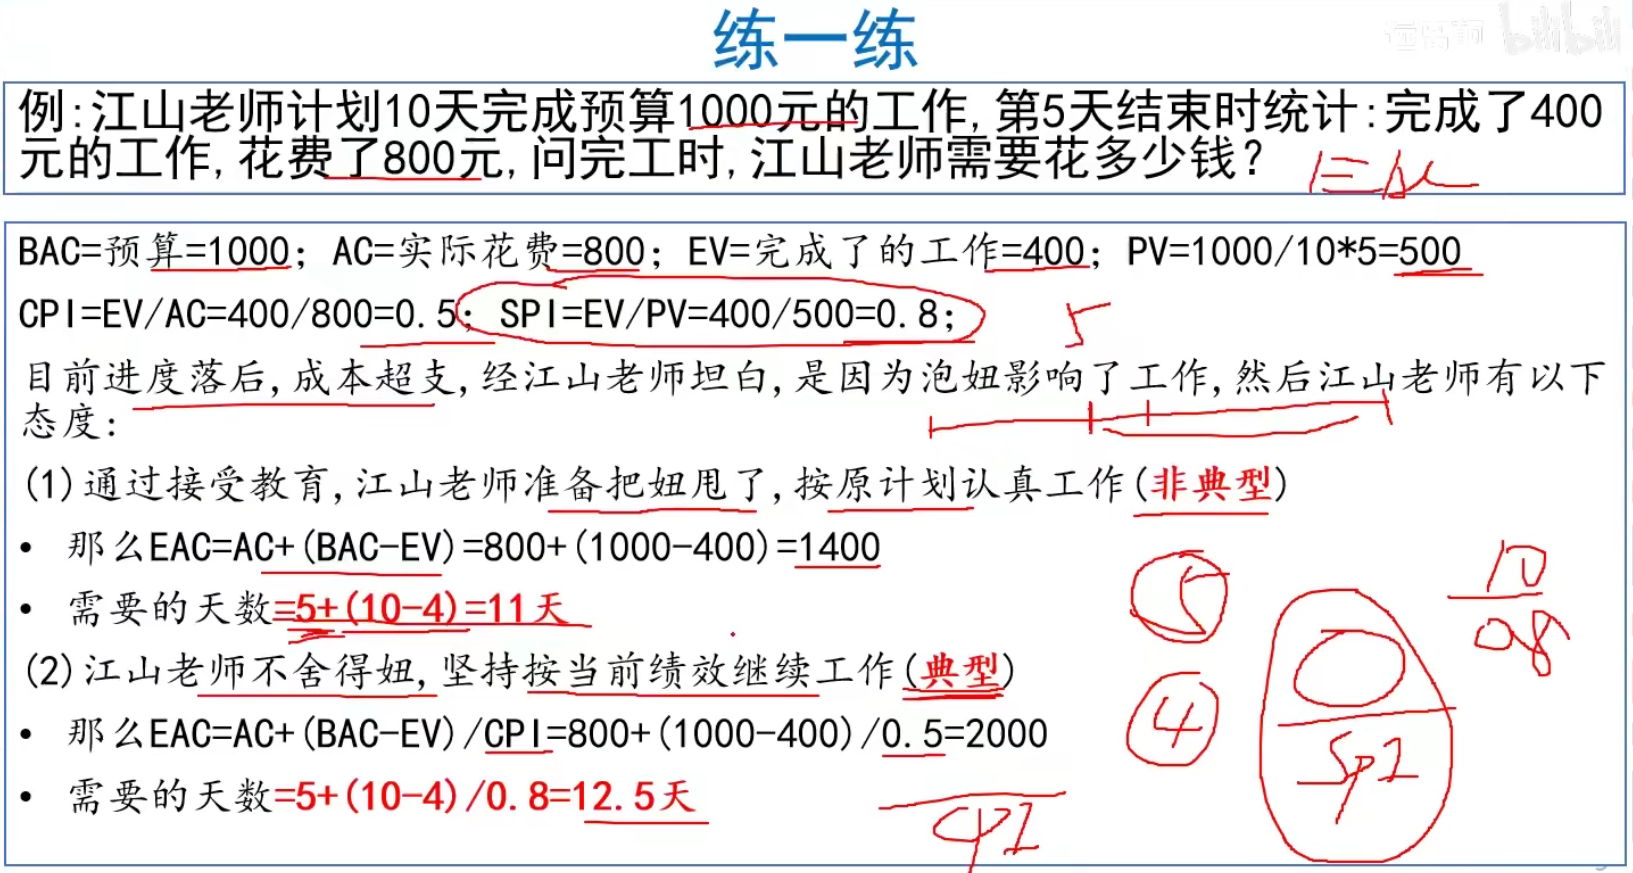 练一练
bilibili
例:江山老师计划10天完成预算1000元的工作,第5天结束时统计:完成了400
元的工作,花费了800元,问完工时,江山老师需要花多少钱?
EAC
BAC=预算=1000; AC=实际花费=800; EV=完成了的工作=400; PV=1000/10*5=500
CPI=EV/AC=400/800=0.5; SPI=EV/PV=400/500=0.8;
5
目前进度落后,成本超支,经江山老师坦白,是因为泡妞影响了工作,然后江山老师有以下
态度:
(1)通过接受教育,江山老师准备把妞甩了,按原计划认真工作(非典型)
• 那么EAC=AC+(BAC-EV)=800+(1000-400)=1400
• 需要的天数=5+(10-4)=11天
5
10
0.8
(2)江山老师不舍得妞,坚持按当前绩效继续工作(典型)
4
SPI
• 那么EAC=AC+(BAC-EV)/CPI=800+(1000-400)/0.5=2000
• 需要的天数=5+(10-4)/0.8=12.5天
CPI